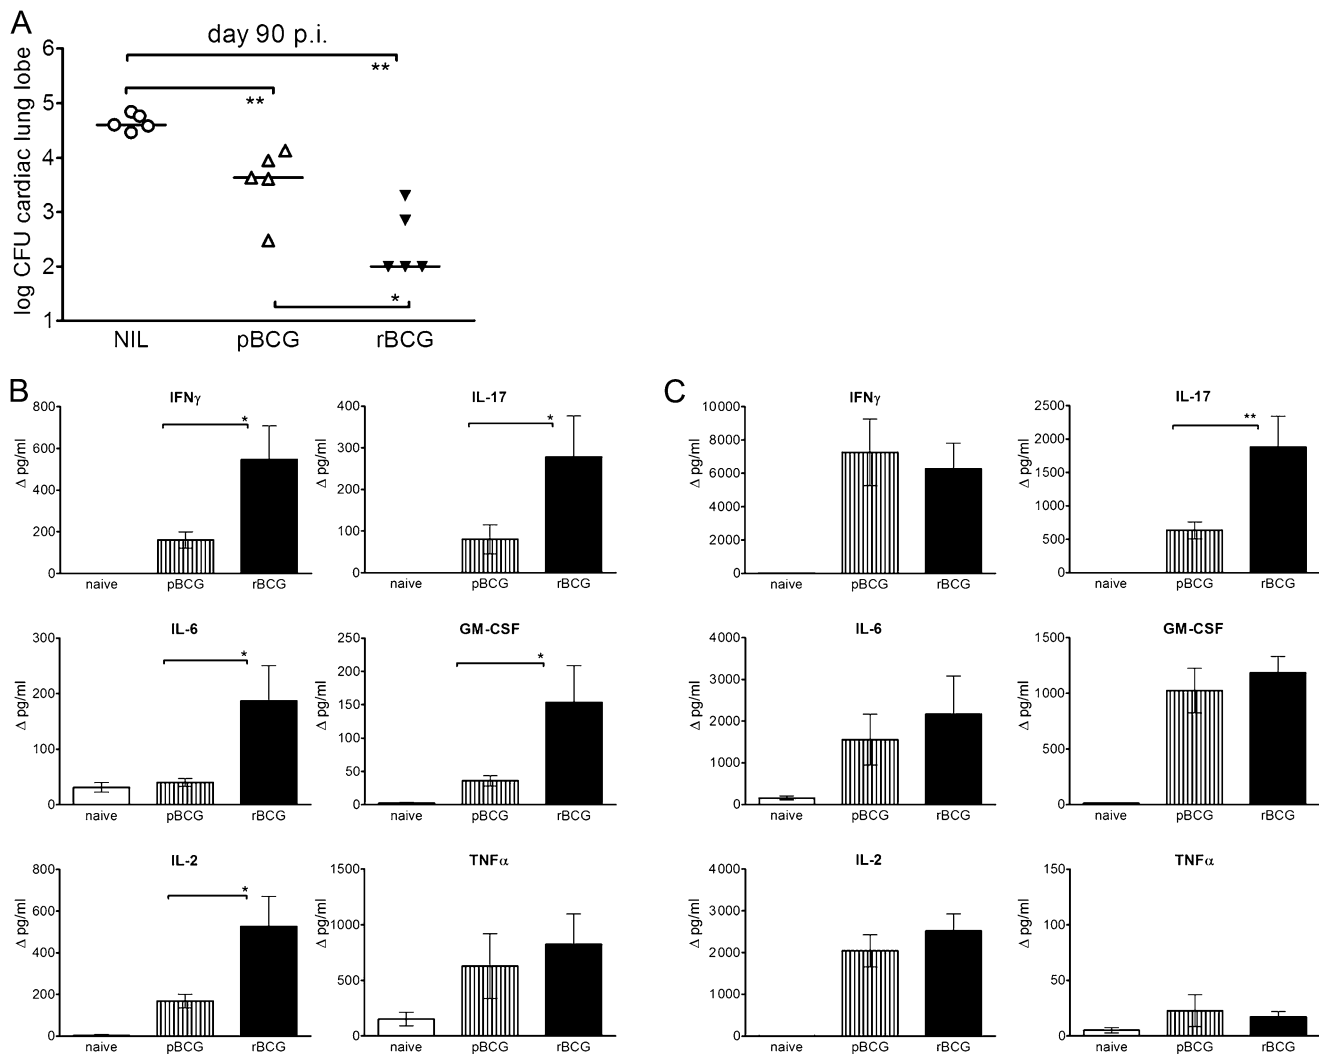 A
day 90 p.i.
log CFU cardiac lung lobe
6
5
4
3
2
1
**
**
*
NIL pBCG rBCG
B
IFNγ
Δ pg/ml
800
600
400
200
0
*
naive pBCG rBCG
IL-17
Δ pg/ml
400
300
200
100
0
*
naive pBCG rBCG
IL-6
Δ pg/ml
300
200
100
0
*
naive pBCG rBCG
GM-CSF
Δ pg/ml
250
200
150
100
50
0
*
naive pBCG rBCG
IL-2
Δ pg/ml
800
600
400
200
0
*
naive pBCG rBCG
TNFα
Δ pg/ml
1500
1000
500
0
naive pBCG rBCG
C
IFNγ
Δ pg/ml
10000
8000
6000
4000
2000
0
naive pBCG rBCG
IL-17
Δ pg/ml
2500
2000
1500
1000
500
0
**
naive pBCG rBCG
IL-6
Δ pg/ml
4000
3000
2000
1000
0
naive pBCG rBCG
GM-CSF
Δ pg/ml
1500
1000
500
0
naive pBCG rBCG
IL-2
Δ pg/ml
4000
3000
2000
1000
0
naive pBCG rBCG
TNFα
Δ pg/ml
150
100
50
0
naive pBCG rBCG